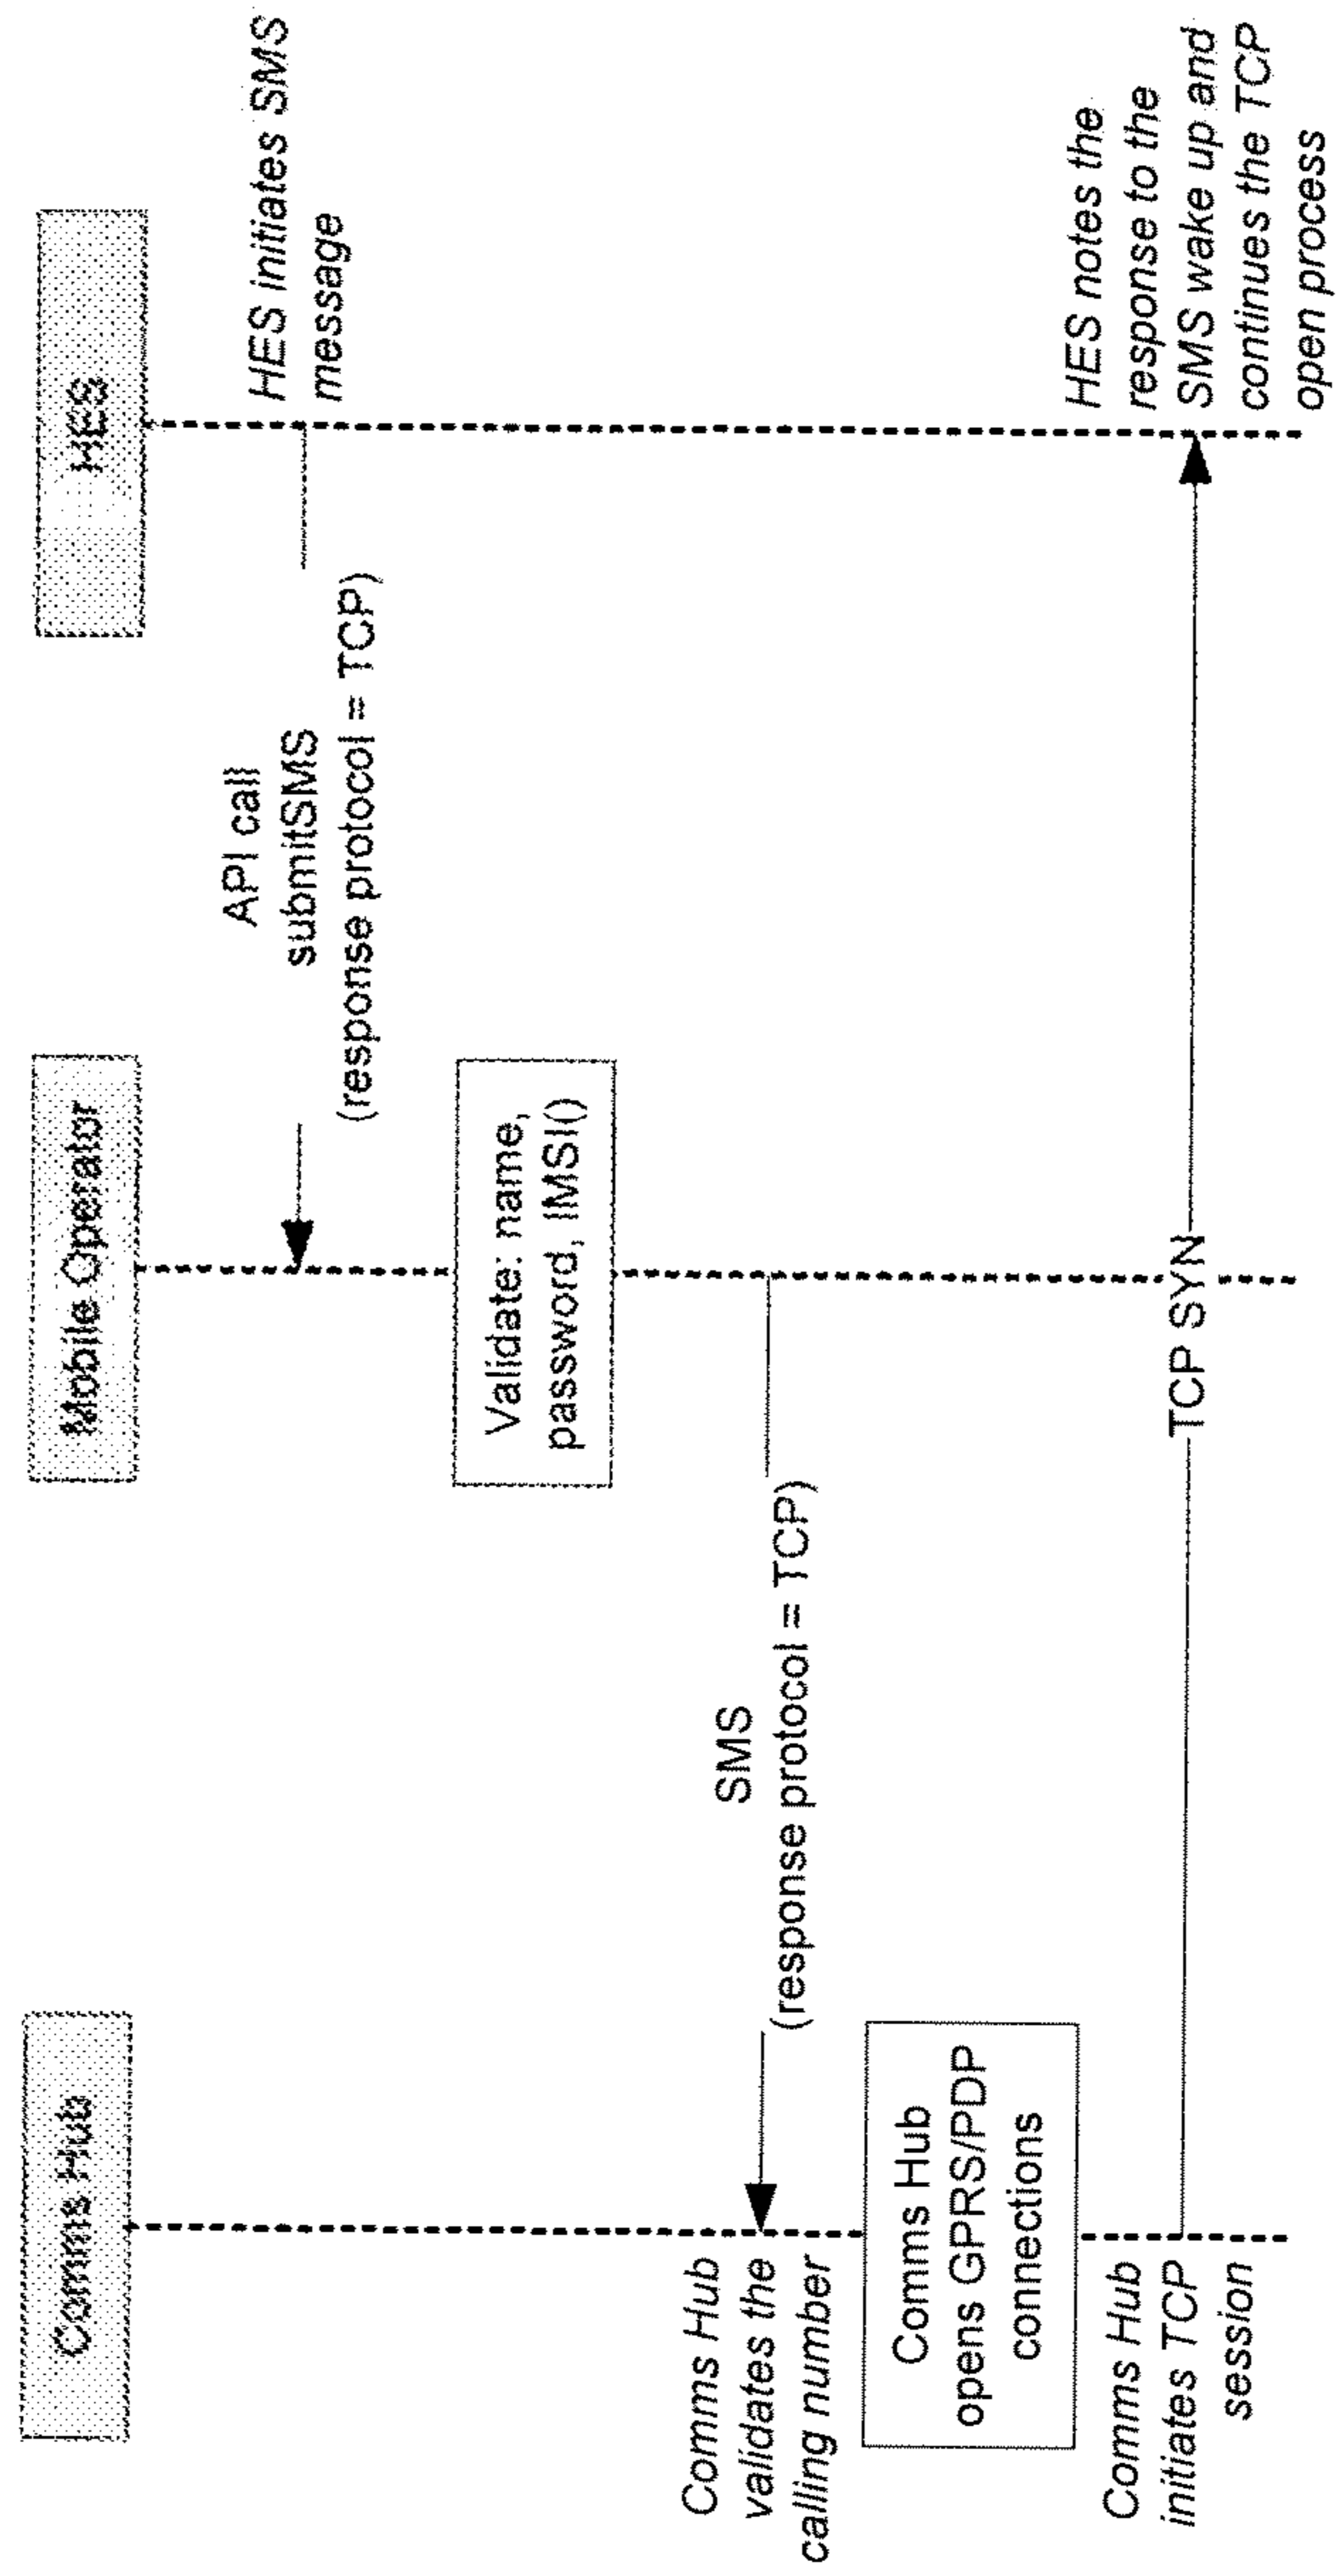 Comms Hub
Mobile Operator
HES
HES initiates SMS
message
API call
submitSMS
(response protocol = TCP)
Validate: name,
password, IMSI()
SMS
(response protocol = TCP)
Comms Hub
validates the
calling number
Comms Hub
opens GPRS/PDP
connections
Comms Hub
initiates TCP
session
TCP SYN
HES notes the
response to the
SMS wake up and
continues the TCP
open process